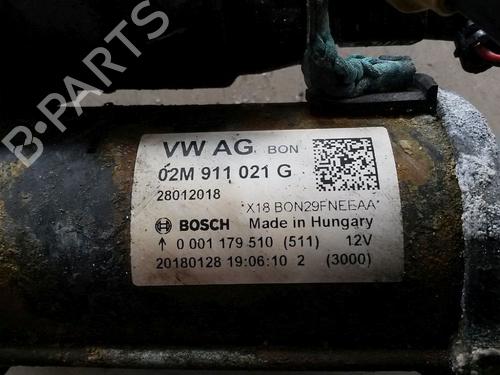 VW AG BON
02M 911 021 G
28012018
*X18 BON29FNEEAA*
BOSCH Made in Hungary
0 001 179 510 (511) 12V
20180128 19:06:10 2 (3000)
B-PARTS